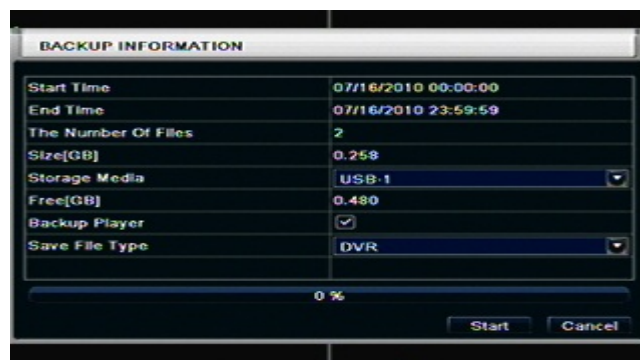 BACKUP INFORMATION
Start Time 07/16/2010 00:00:00
End Time 07/16/2010 23:59:59
The Number Of Files 2
Size[GB] 0.258
Storage Media USB-1
Free[GB] 0.480
Backup Player
Save File Type DVR
0 %
Start Cancel